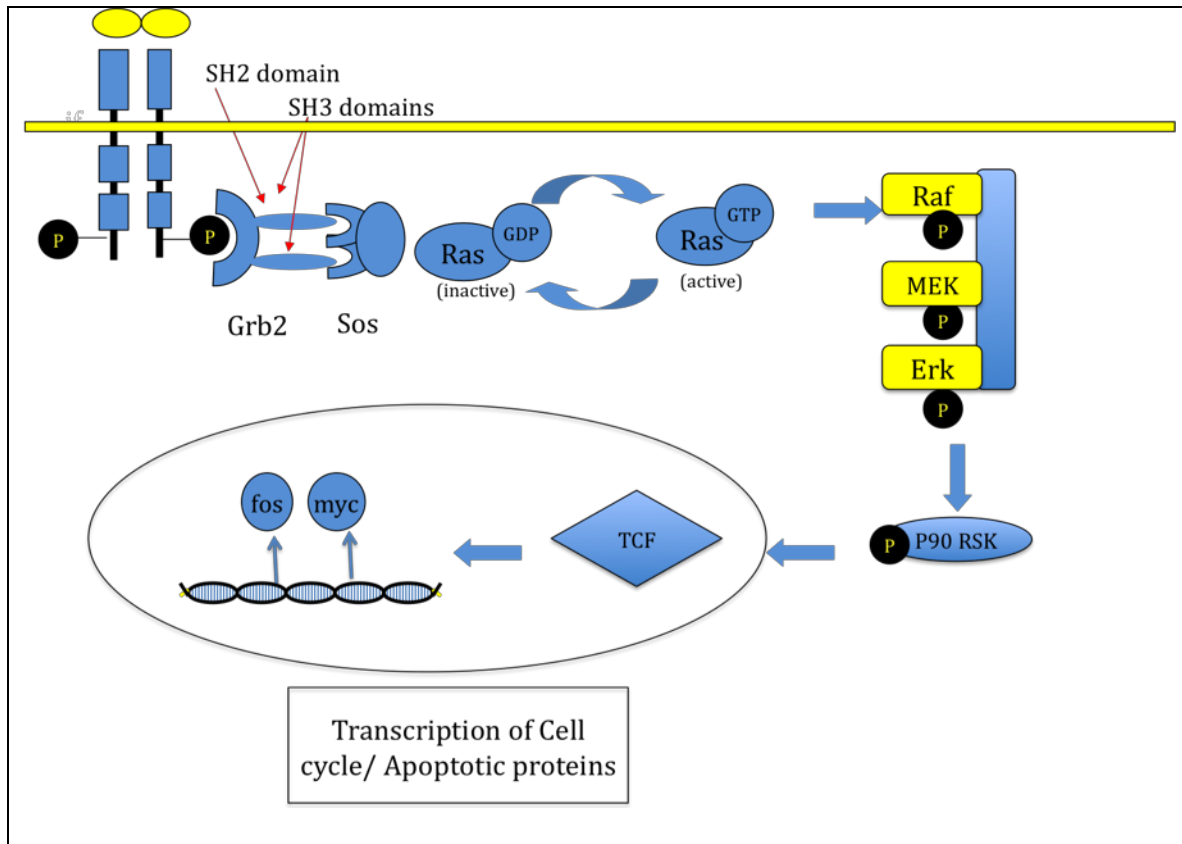 SH2 domain
SH3 domains
P
P
Grb2
Sos
Ras
GDP
(inactive)
Ras
GTP
(active)
Raf
P
MEK
P
Erk
P
P
P90 RSK
TCF
fos
myc
Transcription of Cell
cycle/ Apoptotic proteins